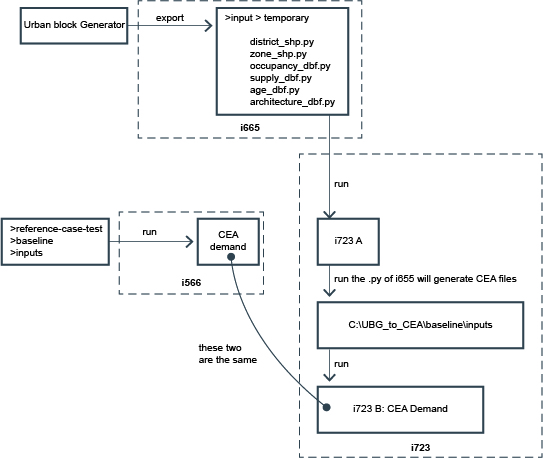 Urban block Generator
export
>input > temporary
district_shp.py
zone_shp.py
occupancy_dbf.py
supply_dbf.py
age_dbf.py
architecture_dbf.py
i665
run
>reference-case-test
>baseline
>inputs
run
CEA
demand
i566
i723 A
run the .py of i655 will generate CEA files
C:\UBG_to_CEA\baseline\inputs
run
these two
are the same
i723 B: CEA Demand
i723